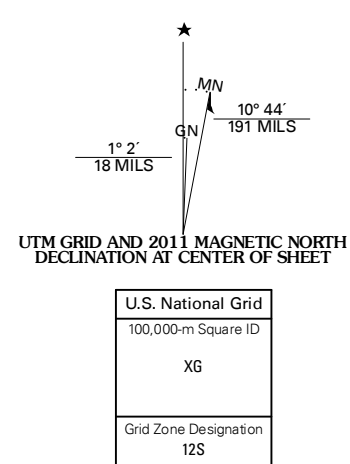 MN
GN
10° 44´
191 MILS
1° 2´
18 MILS
UTM GRID AND 2011 MAGNETIC NORTH
DECLINATION AT CENTER OF SHEET
U.S. National Grid
100,000-m Square ID
XG
Grid Zone Designation
12S